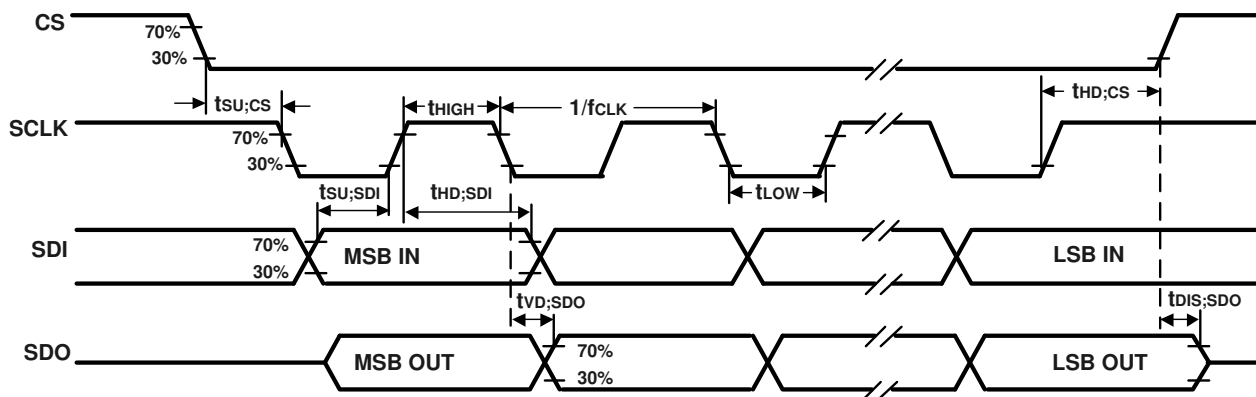 CS
70%
30%
tSU;CS
tHIGH
1/fCLK
tHD;CS
SCLK
70%
30%
tSU;SDI
tHD;SDI
tLOW
SDI
70%
30%
MSB IN
LSB IN
tVD;SDO
tDIS;SDO
SDO
MSB OUT
70%
30%
LSB OUT